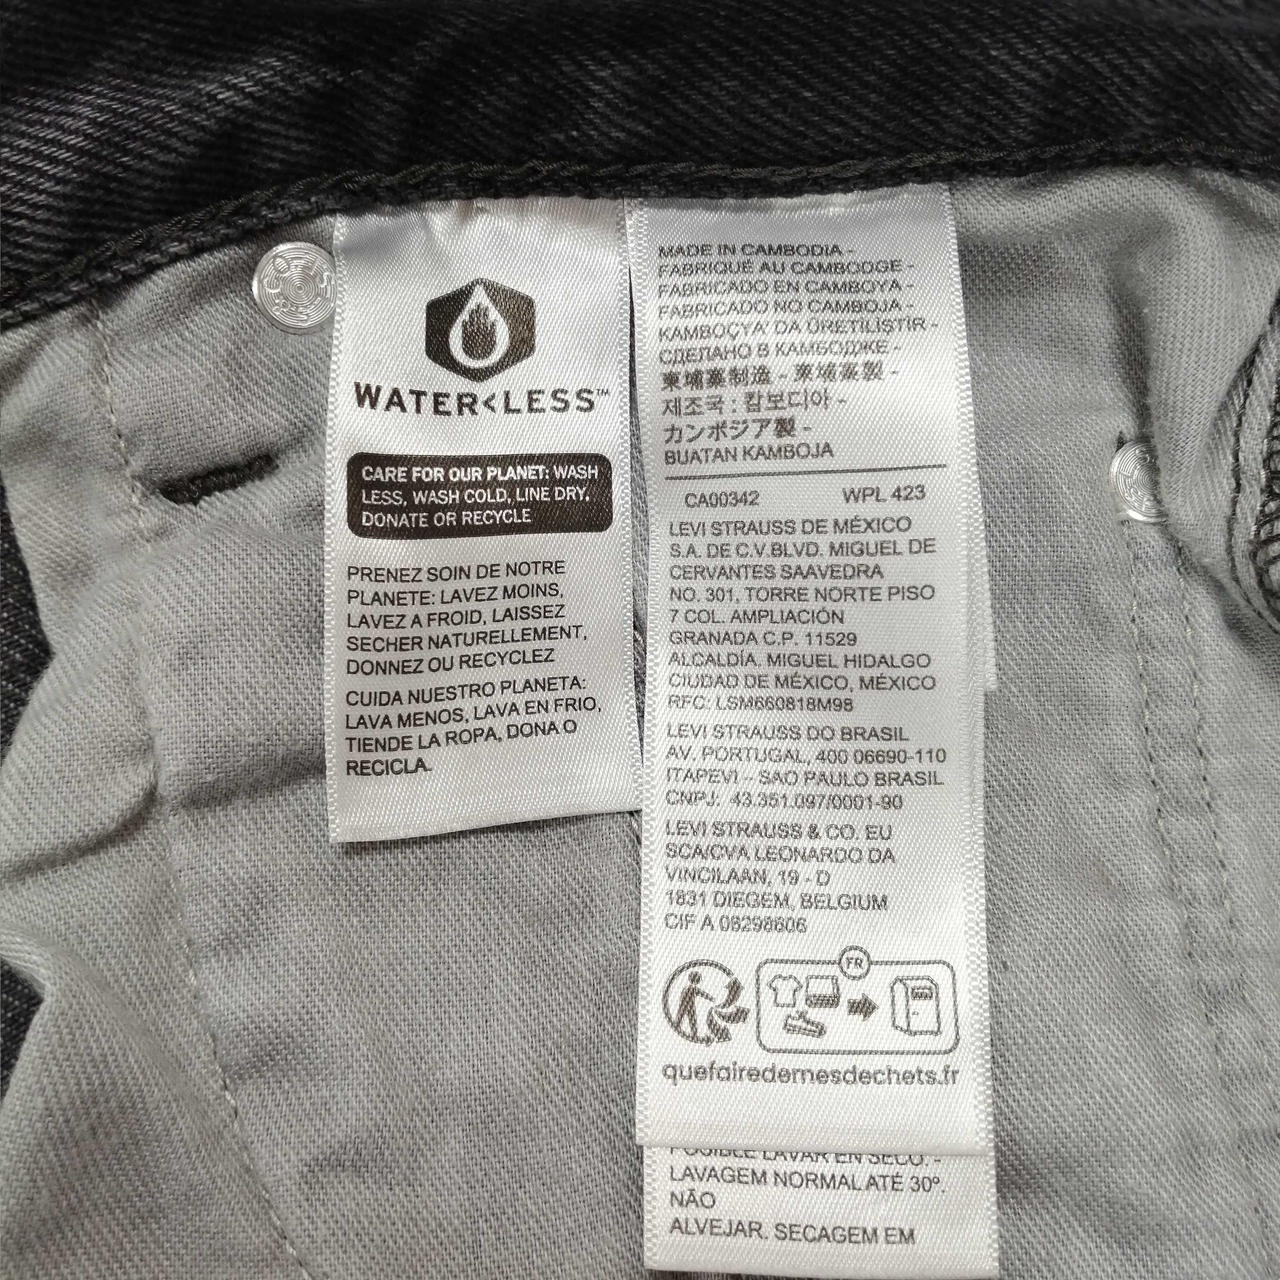 WATER<LESS™
CARE FOR OUR PLANET: WASH
LESS, WASH COLD, LINE DRY,
DONATE OR RECYCLE
PRENEZ SOIN DE NOTRE
PLANETE: LAVEZ MOINS,
LAVEZ A FROID, LAISSEZ
SECHER NATURELLEMENT,
DONNEZ OU RECYCLEZ
CUIDA NUESTRO PLANETA:
LAVA MENOS, LAVA EN FRIO,
TIENDE LA ROPA, DONA O
RECICLA.
MADE IN CAMBODIA -
FABRIQUÉ AU CAMBODGE -
FABRICADO EN CAMBOYA -
FABRICADO NO CAMBOJA -
KAMBOÇYA' DA ÜRETILISTIR -
СДЕЛАНО В КАМБОДЖЕ -
柬埔寨制造 - 柬埔寨製 -
제조국 : 캄보디아 -
カンボジア製 -
BUATAN KAMBOJA
CA00342 WPL 423
LEVI STRAUSS DE MÉXICO
S.A. DE C.V.BLVD. MIGUEL DE
CERVANTES SAAVEDRA
NO. 301, TORRE NORTE PISO
7 COL. AMPLIACIÓN
GRANADA C.P. 11529
ALCALDÍA. MIGUEL HIDALGO
CIUDAD DE MÉXICO, MÉXICO
RFC: LSM660818M98
LEVI STRAUSS DO BRASIL
AV. PORTUGAL, 400 06690-110
ITAPEVI – SAO PAULO BRASIL
CNPJ: 43.351.097/0001-90
LEVI STRAUSS & CO. EU
SCA/CVA LEONARDO DA
VINCILAAN, 19 - D
1831 DIEGEM, BELGIUM
CIF A 08298606
FR
quefairedemesdechets.fr
POSIBLE LAVAR EN SECO. -
LAVAGEM NORMAL ATÉ 30º.
NÃO
ALVEJAR. SECAGEM EM